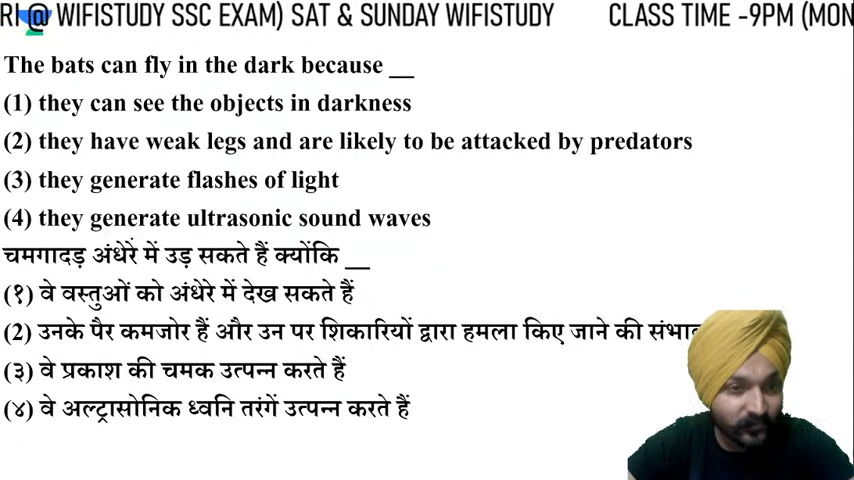 RI @ WIFISTUDY SSC EXAM) SAT & SUNDAY WIFISTUDY CLASS TIME -9PM (MON
The bats can fly in the dark because __
(1) they can see the objects in darkness
(2) they have weak legs and are likely to be attacked by predators
(3) they generate flashes of light
(4) they generate ultrasonic sound waves
चमगादड़ अंधेरे में उड़ सकते हैं क्योंकि __
(१) वे वस्तुओं को अंधेरे में देख सकते हैं
(2) उनके पैर कमजोर हैं और उन पर शिकारियों द्वारा हमला किए जाने की
(३) वे प्रकाश की चमक उत्पन्न करते हैं
(४) वे अल्ट्रासोनिक ध्वनि तरंगें उत्पन्न करते हैं